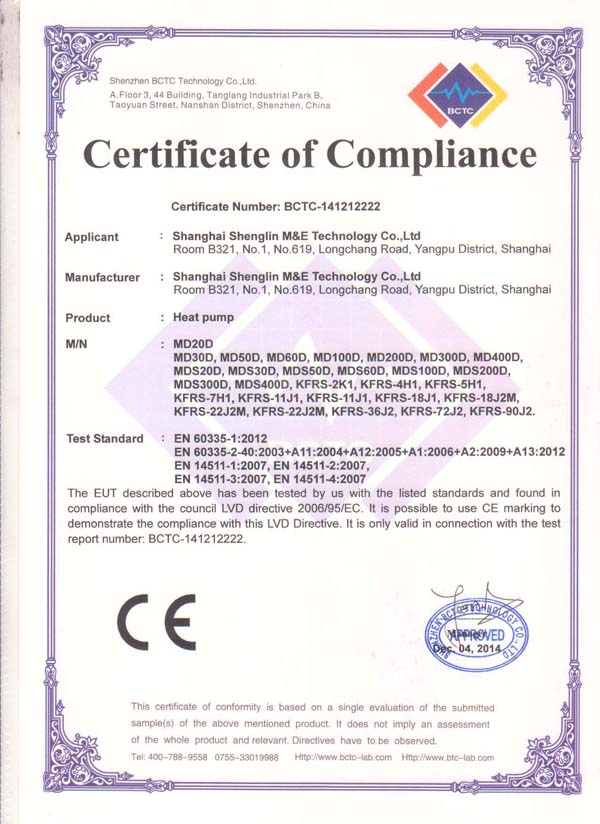 Shenzhen BCTC Technology Co.,Ltd.
A.Floor 3, 44 Building, Tanglang Industrial Park B,
Taoyuan Street, Nanshan District, Shenzhen, China
BCTC
Certificate of Compliance
Certificate Number: BCTC-141212222
Applicant : Shanghai Shenglin M&E Technology Co.,Ltd
Room B321, No.1, No.619, Longchang Road, Yangpu District, Shanghai
Manufacturer : Shanghai Shenglin M&E Technology Co.,Ltd
Room B321, No.1, No.619, Longchang Road, Yangpu District, Shanghai
Product : Heat pump
M/N : MD20D
MD30D, MD50D, MD60D, MD100D, MD200D, MD300D, MD400D,
MDS20D, MDS30D, MDS50D, MDS60D, MDS100D, MDS200D,
MDS300D, MDS400D, KFRS-2K1, KFRS-4H1, KFRS-5H1,
KFRS-7H1, KFRS-11J1, KFRS-11J1, KFRS-18J1, KFRS-18J2M,
KFRS-22J2M, KFRS-22J2M, KFRS-36J2, KFRS-72J2, KFRS-90J2.
Test Standard : EN 60335-1:2012
EN 60335-2-40:2003+A11:2004+A12:2005+A1:2006+A2:2009+A13:2012
EN 14511-1:2007, EN 14511-2:2007,
EN 14511-3:2007, EN 14511-4:2007
The EUT described above has been tested by us with the listed standards and found in
compliance with the council LVD directive 2006/95/EC. It is possible to use CE marking to
demonstrate the compliance with this LVD Directive. It is only valid in connection with the test
report number: BCTC-141212222.
CE
SHENZHEN BCTC TECHNOLOGY CO.,LTD
APPROVED
Manager
Dec. 04, 2014
This certificate of conformity is based on a single evaluation of the submitted
sample(s) of the above mentioned product. It does not imply an assessment
of the whole product and relevant. Directives have to be observed.
Tel: 400-788-9558 0755-33019988 Http://www.bctc-lab.com Http://www.btc-lab.com